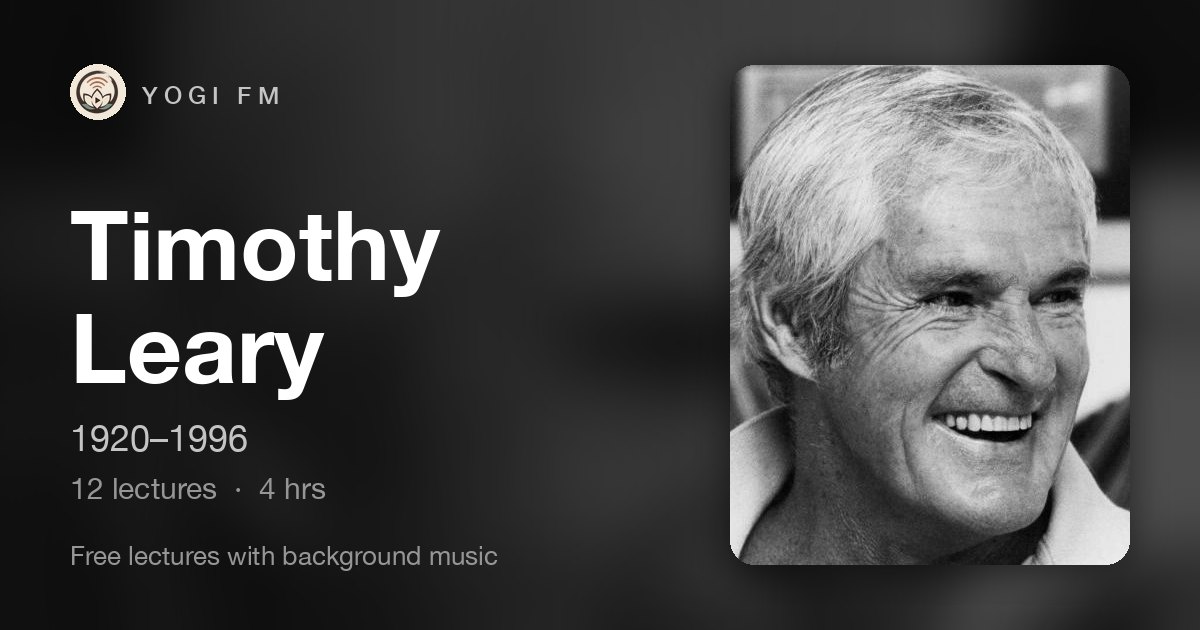 YOGI FM
Timothy
Leary
1920–1996
12 lectures · 4 hrs
Free lectures with background music